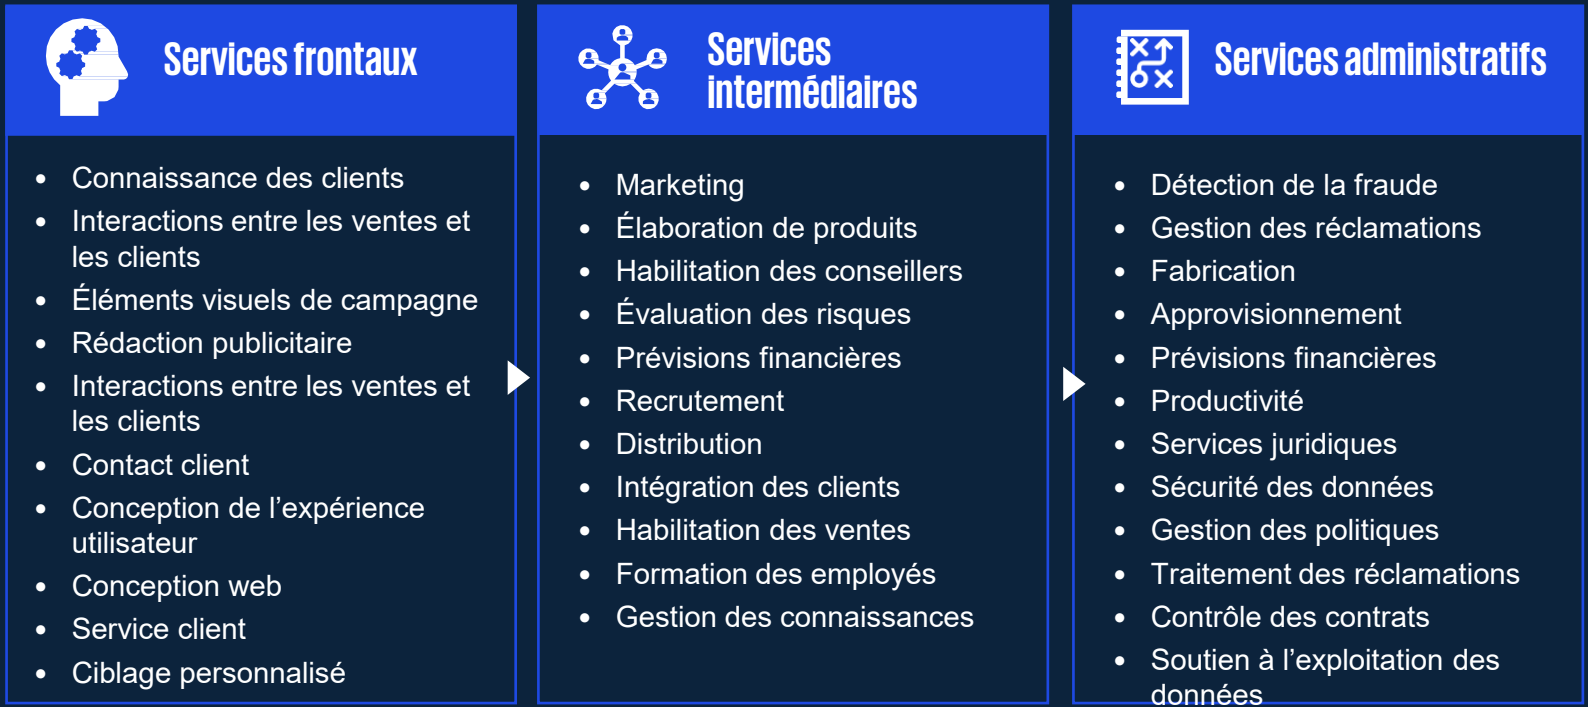 Services frontaux
• Connaissance des clients
• Interactions entre les ventes et
les clients
• Éléments visuels de campagne
• Rédaction publicitaire
• Interactions entre les ventes et
les clients
• Contact client
• Conception de l’expérience
utilisateur
• Conception web
• Service client
• Ciblage personnalisé
Services
intermédiaires
• Marketing
• Élaboration de produits
• Habilitation des conseillers
• Évaluation des risques
• Prévisions financières
• Recrutement
• Distribution
• Intégration des clients
• Habilitation des ventes
• Formation des employés
• Gestion des connaissances
Services administratifs
• Détection de la fraude
• Gestion des réclamations
• Fabrication
• Approvisionnement
• Prévisions financières
• Productivité
• Services juridiques
• Sécurité des données
• Gestion des politiques
• Traitement des réclamations
• Contrôle des contrats
• Soutien à l’exploitation des
données